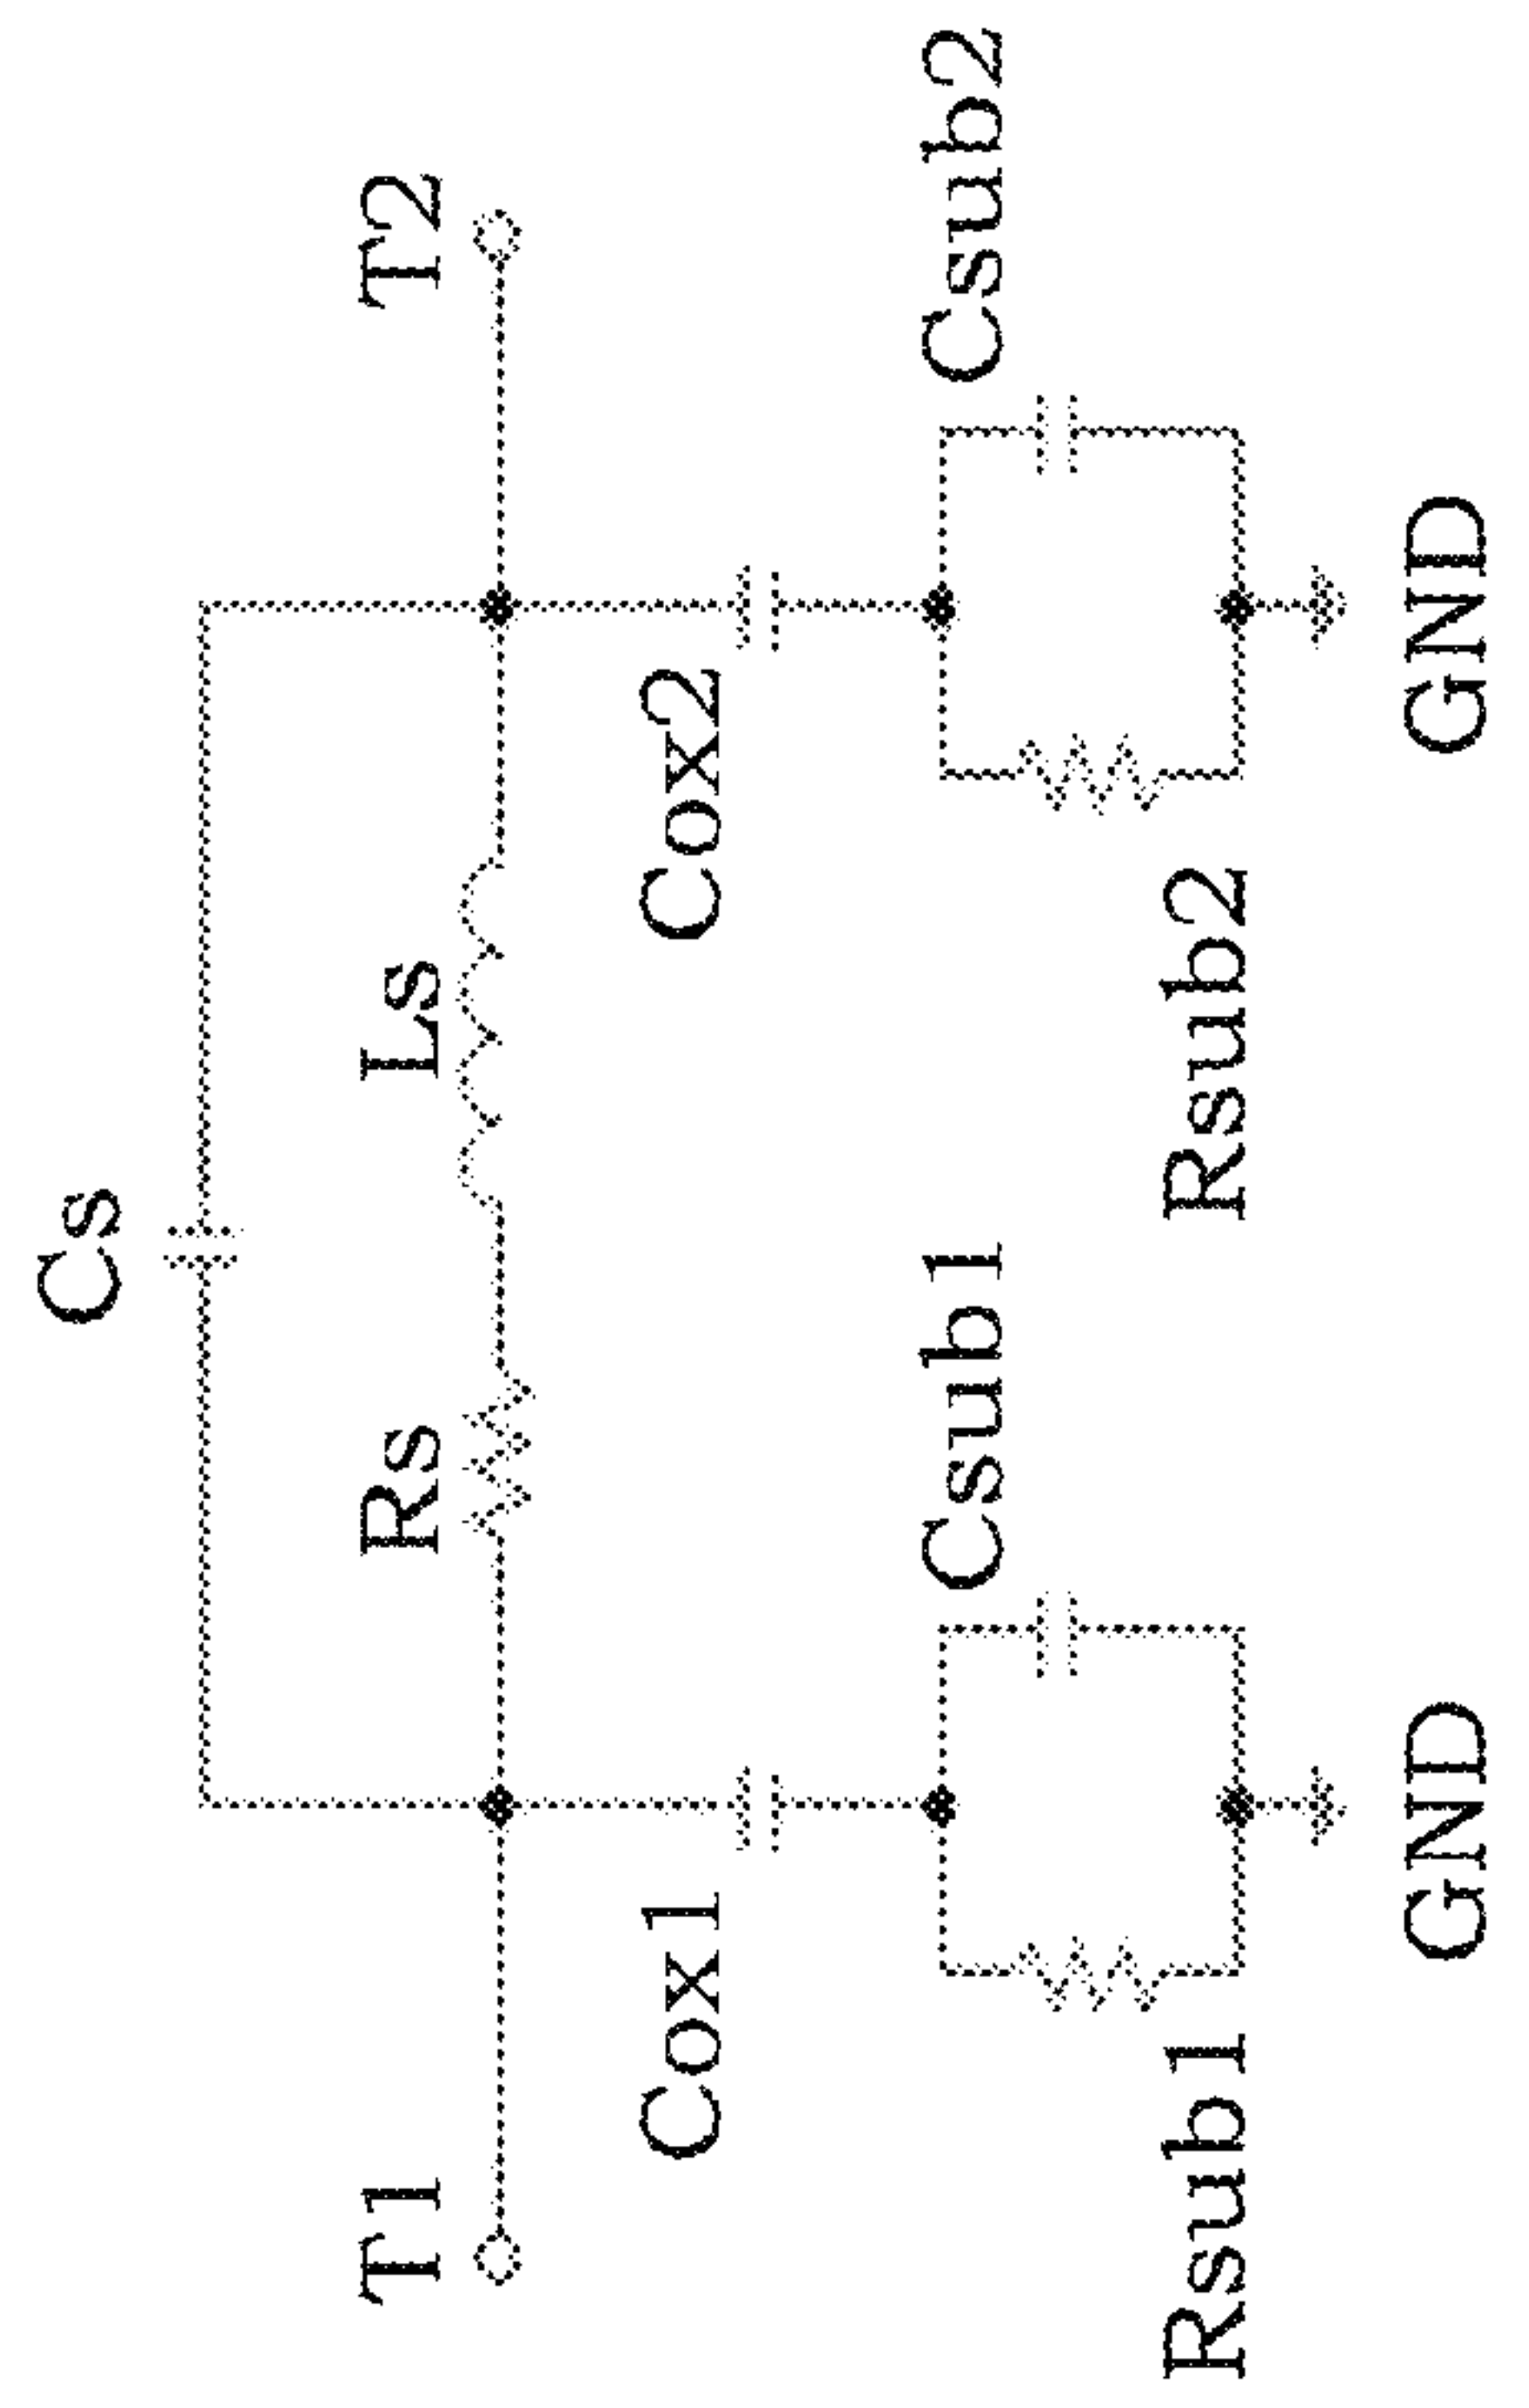 Cs
T1
Rs
Ls
T2
Cox1
Cox2
Csub1
Csub2
Rsub1
Rsub2
GND
GND